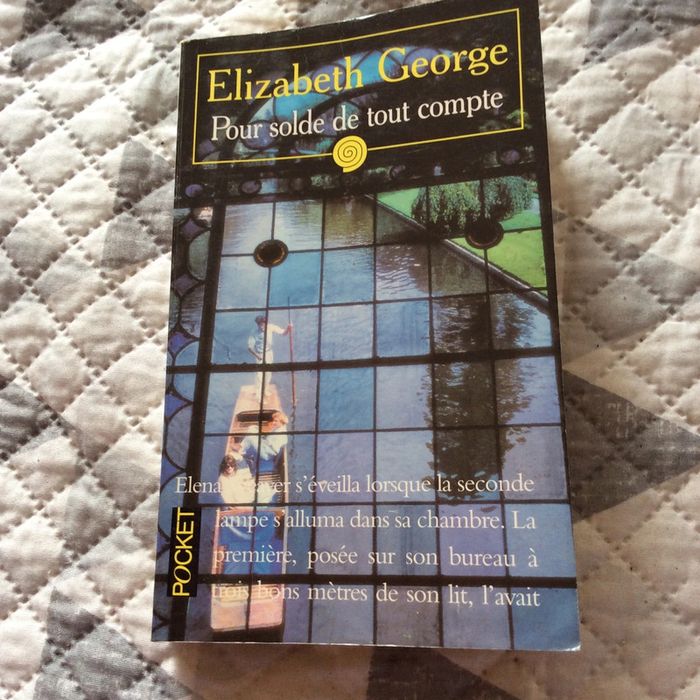 Elizabeth George
Pour solde de tout compte
Elena Weaver s'éveilla lorsque la seconde
lampe s'alluma dans sa chambre. La
première, posée sur son bureau à
trois bons mètres de son lit, l'avait
POCKET